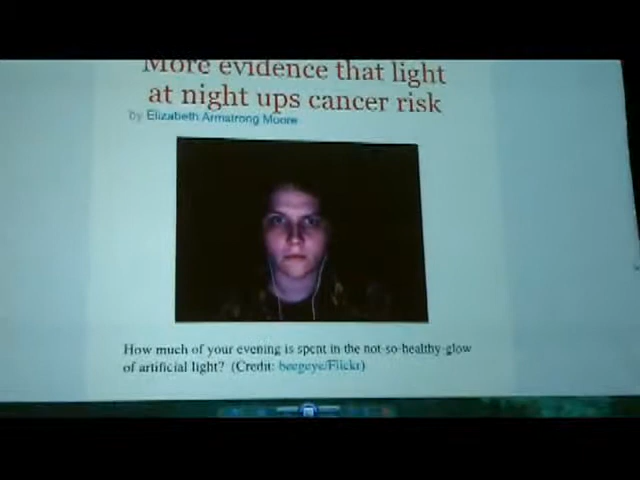 More evidence that light
at night ups cancer risk
by Elizabeth Armstrong Moore
How much of your evening is spent in the not-so-healthy-glow
of artificial light? (Credit: beegeye/Flickr)